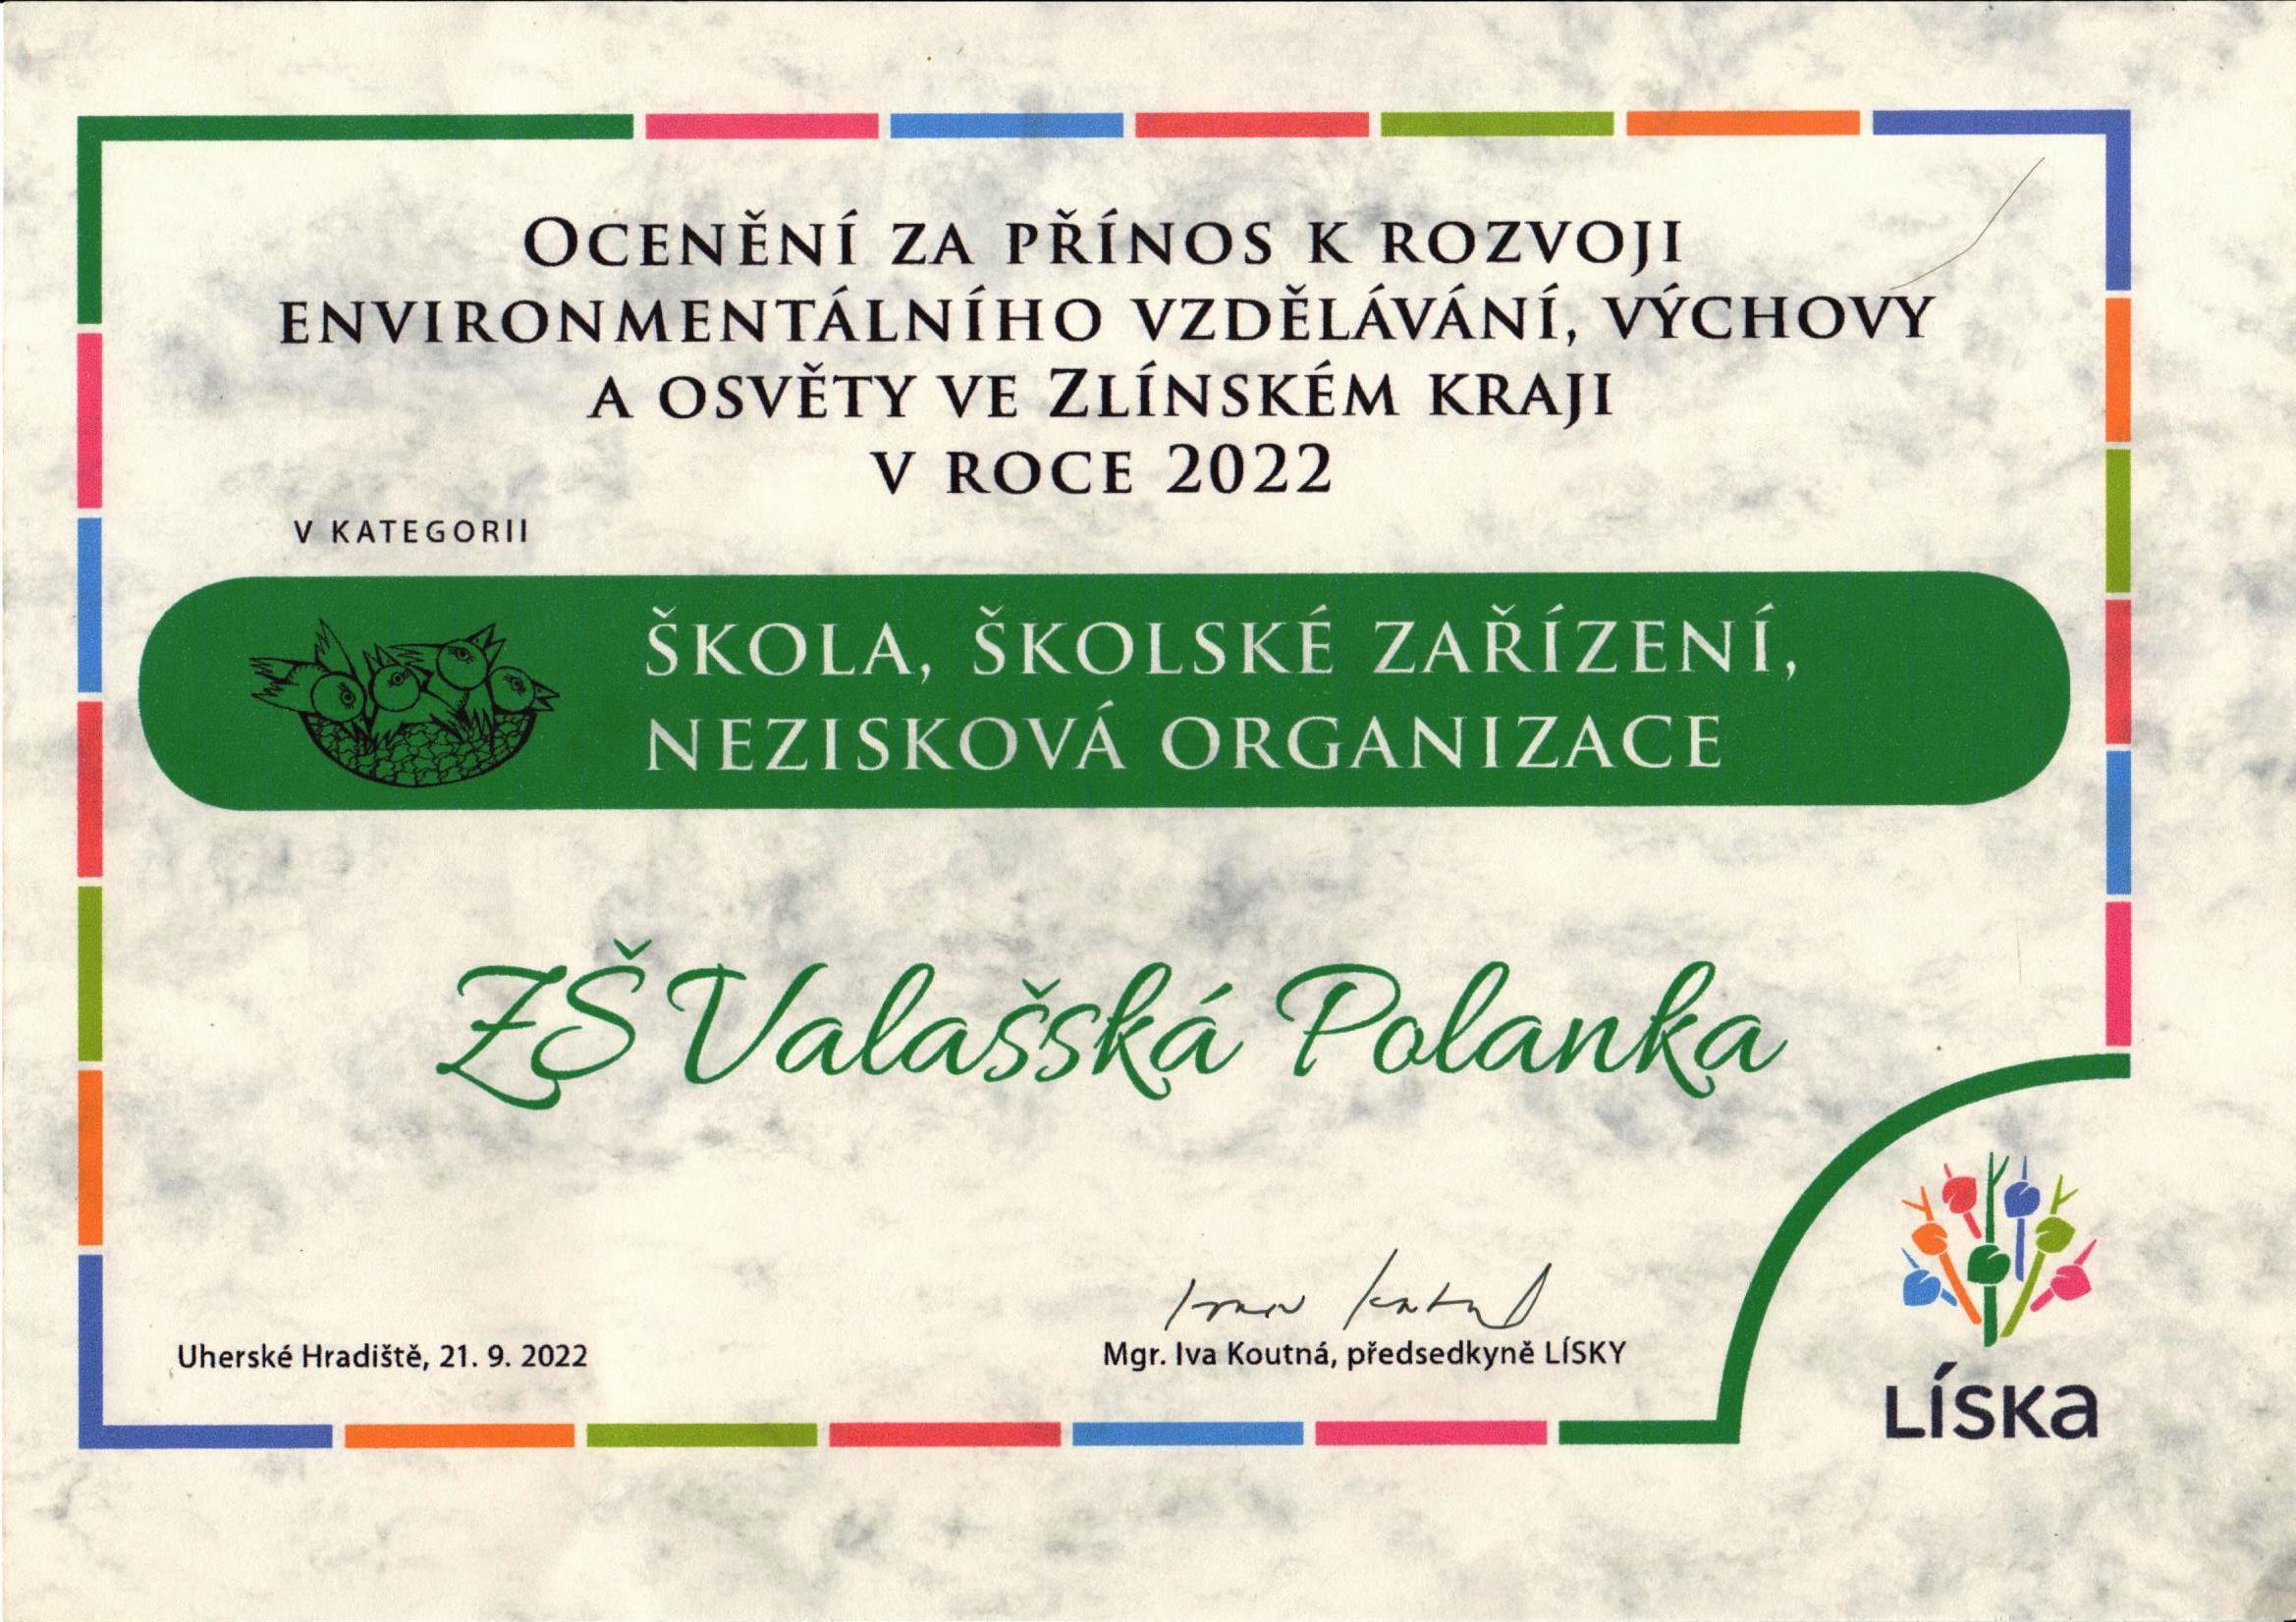 OCENĚNÍ ZA PŘÍNOS K ROZVOJI
ENVIRONMENTÁLNÍHO VZDĚLÁVÁNÍ, VÝCHOVY
A OSVĚTY VE ZLÍNSKÉM KRAJI
V ROCE 2022
V KATEGORII
ŠKOLA, ŠKOLSKÉ ZAŘÍZENÍ,
NEZISKOVÁ ORGANIZACE
ZŠ Valašská Polanka
Uherské Hradiště, 21. 9. 2022
Mgr. Iva Koutná, předsedkyně LÍSKY
LÍSKA